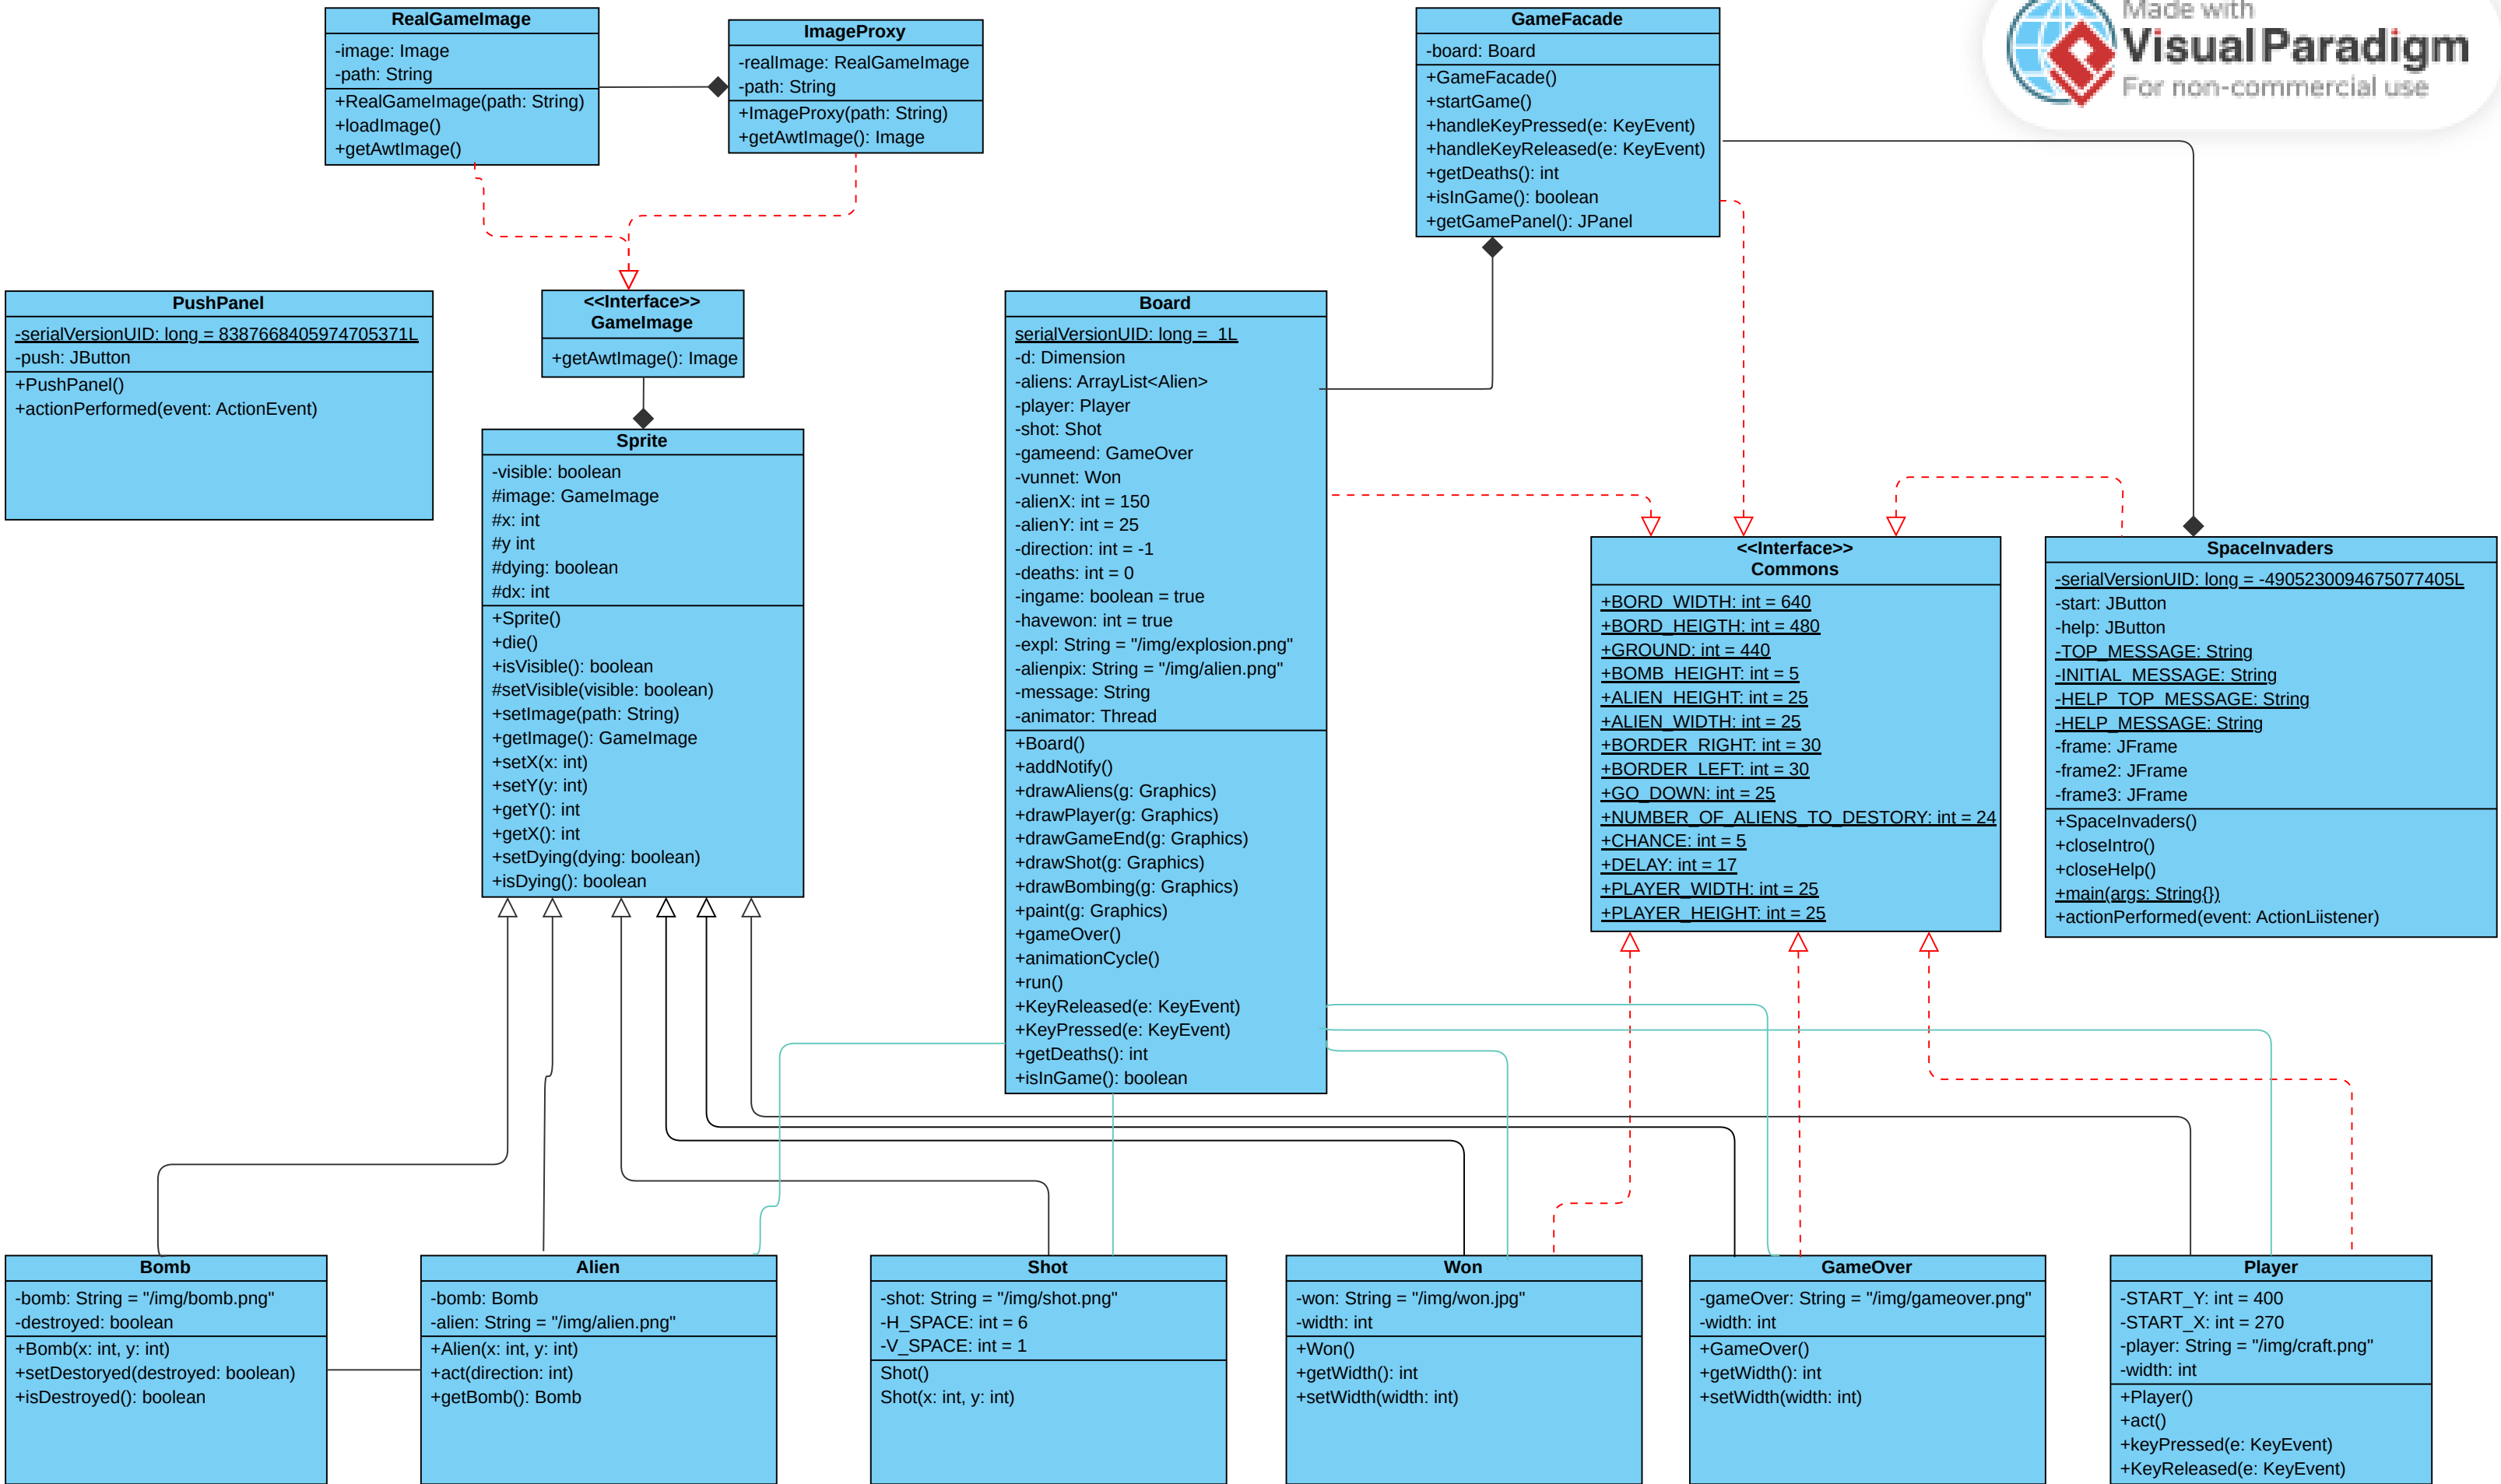 RealGameImage
-image: Image
-path: String
+RealGameImage(path: String)
+loadImage()
+getAwtImage()
ImageProxy
-realImage: RealGameImage
-path: String
+ImageProxy(path: String)
+getAwtImage(): Image
GameFacade
-board: Board
+GameFacade()
+startGame()
+handleKeyPressed(e: KeyEvent)
+handleKeyReleased(e: KeyEvent)
+getDeaths(): int
+isInGame(): boolean
+getGamePanel(): JPanel
Made with
VisualParadigm
For non-commercial use
PushPanel
-serialVersionUID: long = 8387668405974705371L
-push: JButton
+PushPanel()
+actionPerformed(event: ActionEvent)
<<Interface>>
GameImage
+getAwtImage(): Image
Sprite
-visible: boolean
#image: GameImage
#x: int
#y int
#dying: boolean
#dx: int
+Sprite()
+die()
+isVisible(): boolean
#setVisible(visible: boolean)
+setImage(path: String)
+getImage(): GameImage
+setX(x: int)
+setY(y: int)
+getY(): int
+getX(): int
+setDying(dying: boolean)
+isDying(): boolean
Board
serialVersionUID: long = 1L
-d: Dimension
-aliens: ArrayList<Alien>
-player: Player
-shot: Shot
-gameend: GameOver
-vunnet: Won
-alienX: int = 150
-alienY: int = 25
-direction: int = -1
-deaths: int = 0
-ingame: boolean = true
-havewon: int = true
-expl: String = "/img/explosion.png"
-alienpix: String = "/img/alien.png"
-message: String
-animator: Thread
+Board()
+addNotify()
+drawAliens(g: Graphics)
+drawPlayer(g: Graphics)
+drawGameEnd(g: Graphics)
+drawShot(g: Graphics)
+drawBombing(g: Graphics)
+paint(g: Graphics)
+gameOver()
+animationCycle()
+run()
+KeyReleased(e: KeyEvent)
+KeyPressed(e: KeyEvent)
+getDeaths(): int
+isInGame(): boolean
<<Interface>>
Commons
+BORD_WIDTH: int = 640
+BORD_HEIGTH: int = 480
+GROUND: int = 440
+BOMB_HEIGHT: int = 5
+ALIEN_HEIGHT: int = 25
+ALIEN_WIDTH: int = 25
+BORDER_RIGHT: int = 30
+BORDER_LEFT: int = 30
+GO_DOWN: int = 25
+NUMBER_OF_ALIENS_TO_DESTORY: int = 24
+CHANCE: int = 5
+DELAY: int = 17
+PLAYER_WIDTH: int = 25
+PLAYER_HEIGHT: int = 25
SpaceInvaders
-serialVersionUID: long = -4905230094675077405L
-start: JButton
-help: JButton
-TOP_MESSAGE: String
-INITIAL_MESSAGE: String
-HELP_TOP_MESSAGE: String
-HELP_MESSAGE: String
-frame: JFrame
-frame2: JFrame
-frame3: JFrame
+SpaceInvaders()
+closeIntro()
+closeHelp()
+main(args: String{})
+actionPerformed(event: ActionLiistener)
Bomb
-bomb: String = "/img/bomb.png"
-destroyed: boolean
+Bomb(x: int, y: int)
+setDestoryed(destroyed: boolean)
+isDestroyed(): boolean
Alien
-bomb: Bomb
-alien: String = "/img/alien.png"
+Alien(x: int, y: int)
+act(direction: int)
+getBomb(): Bomb
Shot
-shot: String = "/img/shot.png"
-H_SPACE: int = 6
-V_SPACE: int = 1
Shot()
Shot(x: int, y: int)
Won
-won: String = "/img/won.jpg"
-width: int
+Won()
+getWidth(): int
+setWidth(width: int)
GameOver
-gameOver: String = "/img/gameover.png"
-width: int
+GameOver()
+getWidth(): int
+setWidth(width: int)
Player
-START_Y: int = 400
-START_X: int = 270
-player: String = "/img/craft.png"
-width: int
+Player()
+act()
+keyPressed(e: KeyEvent)
+KeyReleased(e: KeyEvent)